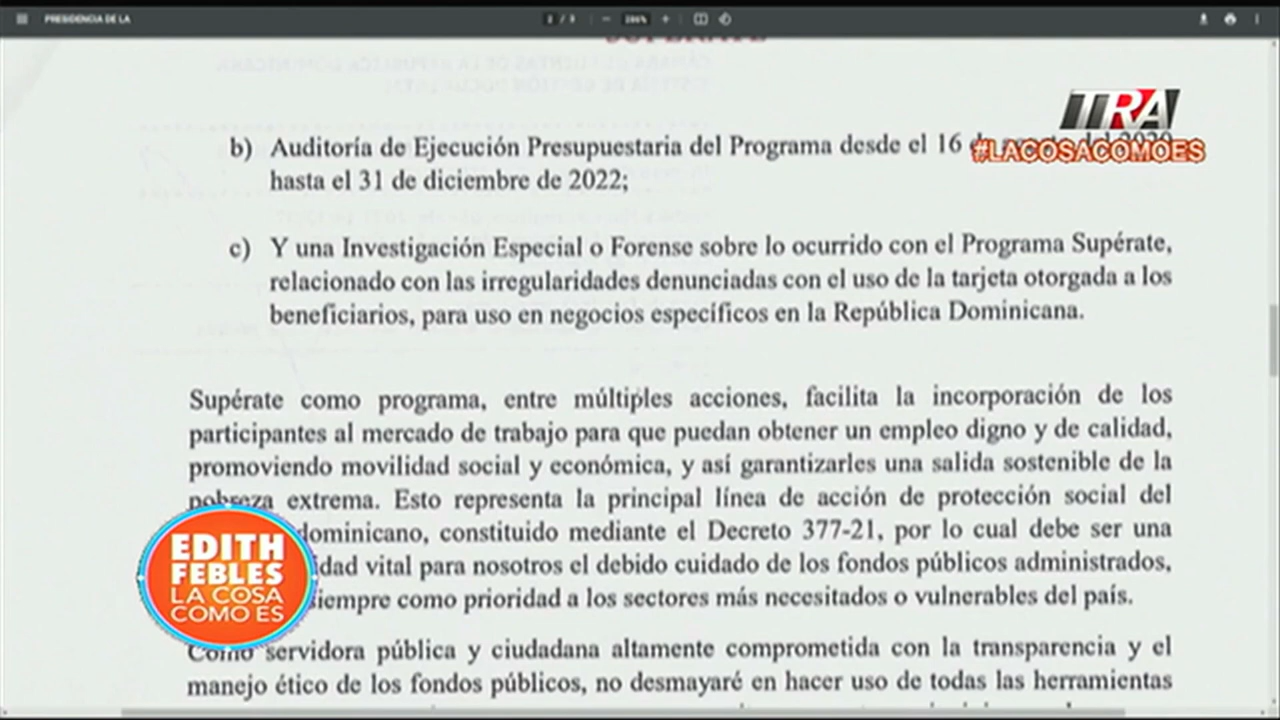 PRESIDENCIA DE LA
2 / 3
SUPÉRATE
TRA
#LACOSACOMOES
b) Auditoría de Ejecución Presupuestaria del Programa desde el 16 de agosto del 2020
hasta el 31 de diciembre de 2022;
c) Y una Investigación Especial o Forense sobre lo ocurrido con el Programa Supérate,
relacionado con las irregularidades denunciadas con el uso de la tarjeta otorgada a los
beneficiarios, para uso en negocios específicos en la República Dominicana.
Supérate como programa, entre múltiples acciones, facilita la incorporación de los
participantes al mercado de trabajo para que puedan obtener un empleo digno y de calidad,
promoviendo movilidad social y económica, y así garantizarles una salida sostenible de la
pobreza extrema. Esto representa la principal línea de acción de protección social del
dominicano, constituido mediante el Decreto 377-21, por lo cual debe ser una
idad vital para nosotros el debido cuidado de los fondos públicos administrados,
siempre como prioridad a los sectores más necesitados o vulnerables del país.
Como servidora pública y ciudadana altamente comprometida con la transparencia y el
manejo ético de los fondos públicos, no desmayaré en hacer uso de todas las herramientas
EDITH
FEBLES
LA COSA
COMO ES